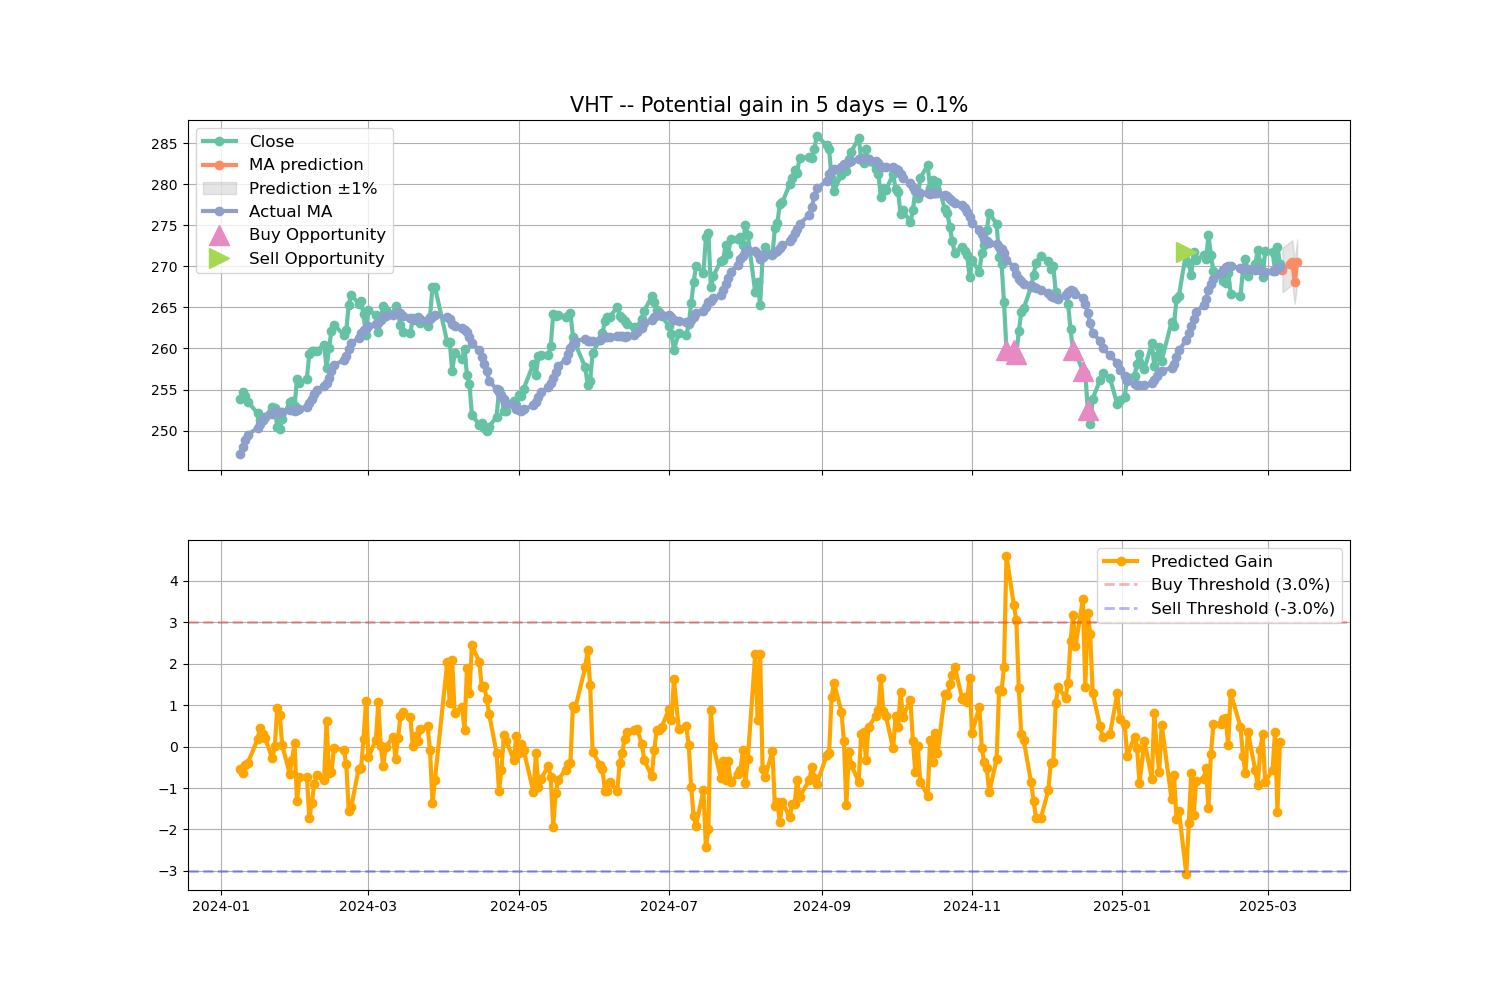 VHT -- Potential gain in 5 days = 0.1%
285
280
275
270
265
260
255
250
Close
MA prediction
Prediction ±1%
Actual MA
Buy Opportunity
Sell Opportunity
4
3
2
1
0
−1
−2
−3
Predicted Gain
Buy Threshold (3.0%)
Sell Threshold (-3.0%)
2024-01
2024-03
2024-05
2024-07
2024-09
2024-11
2025-01
2025-03